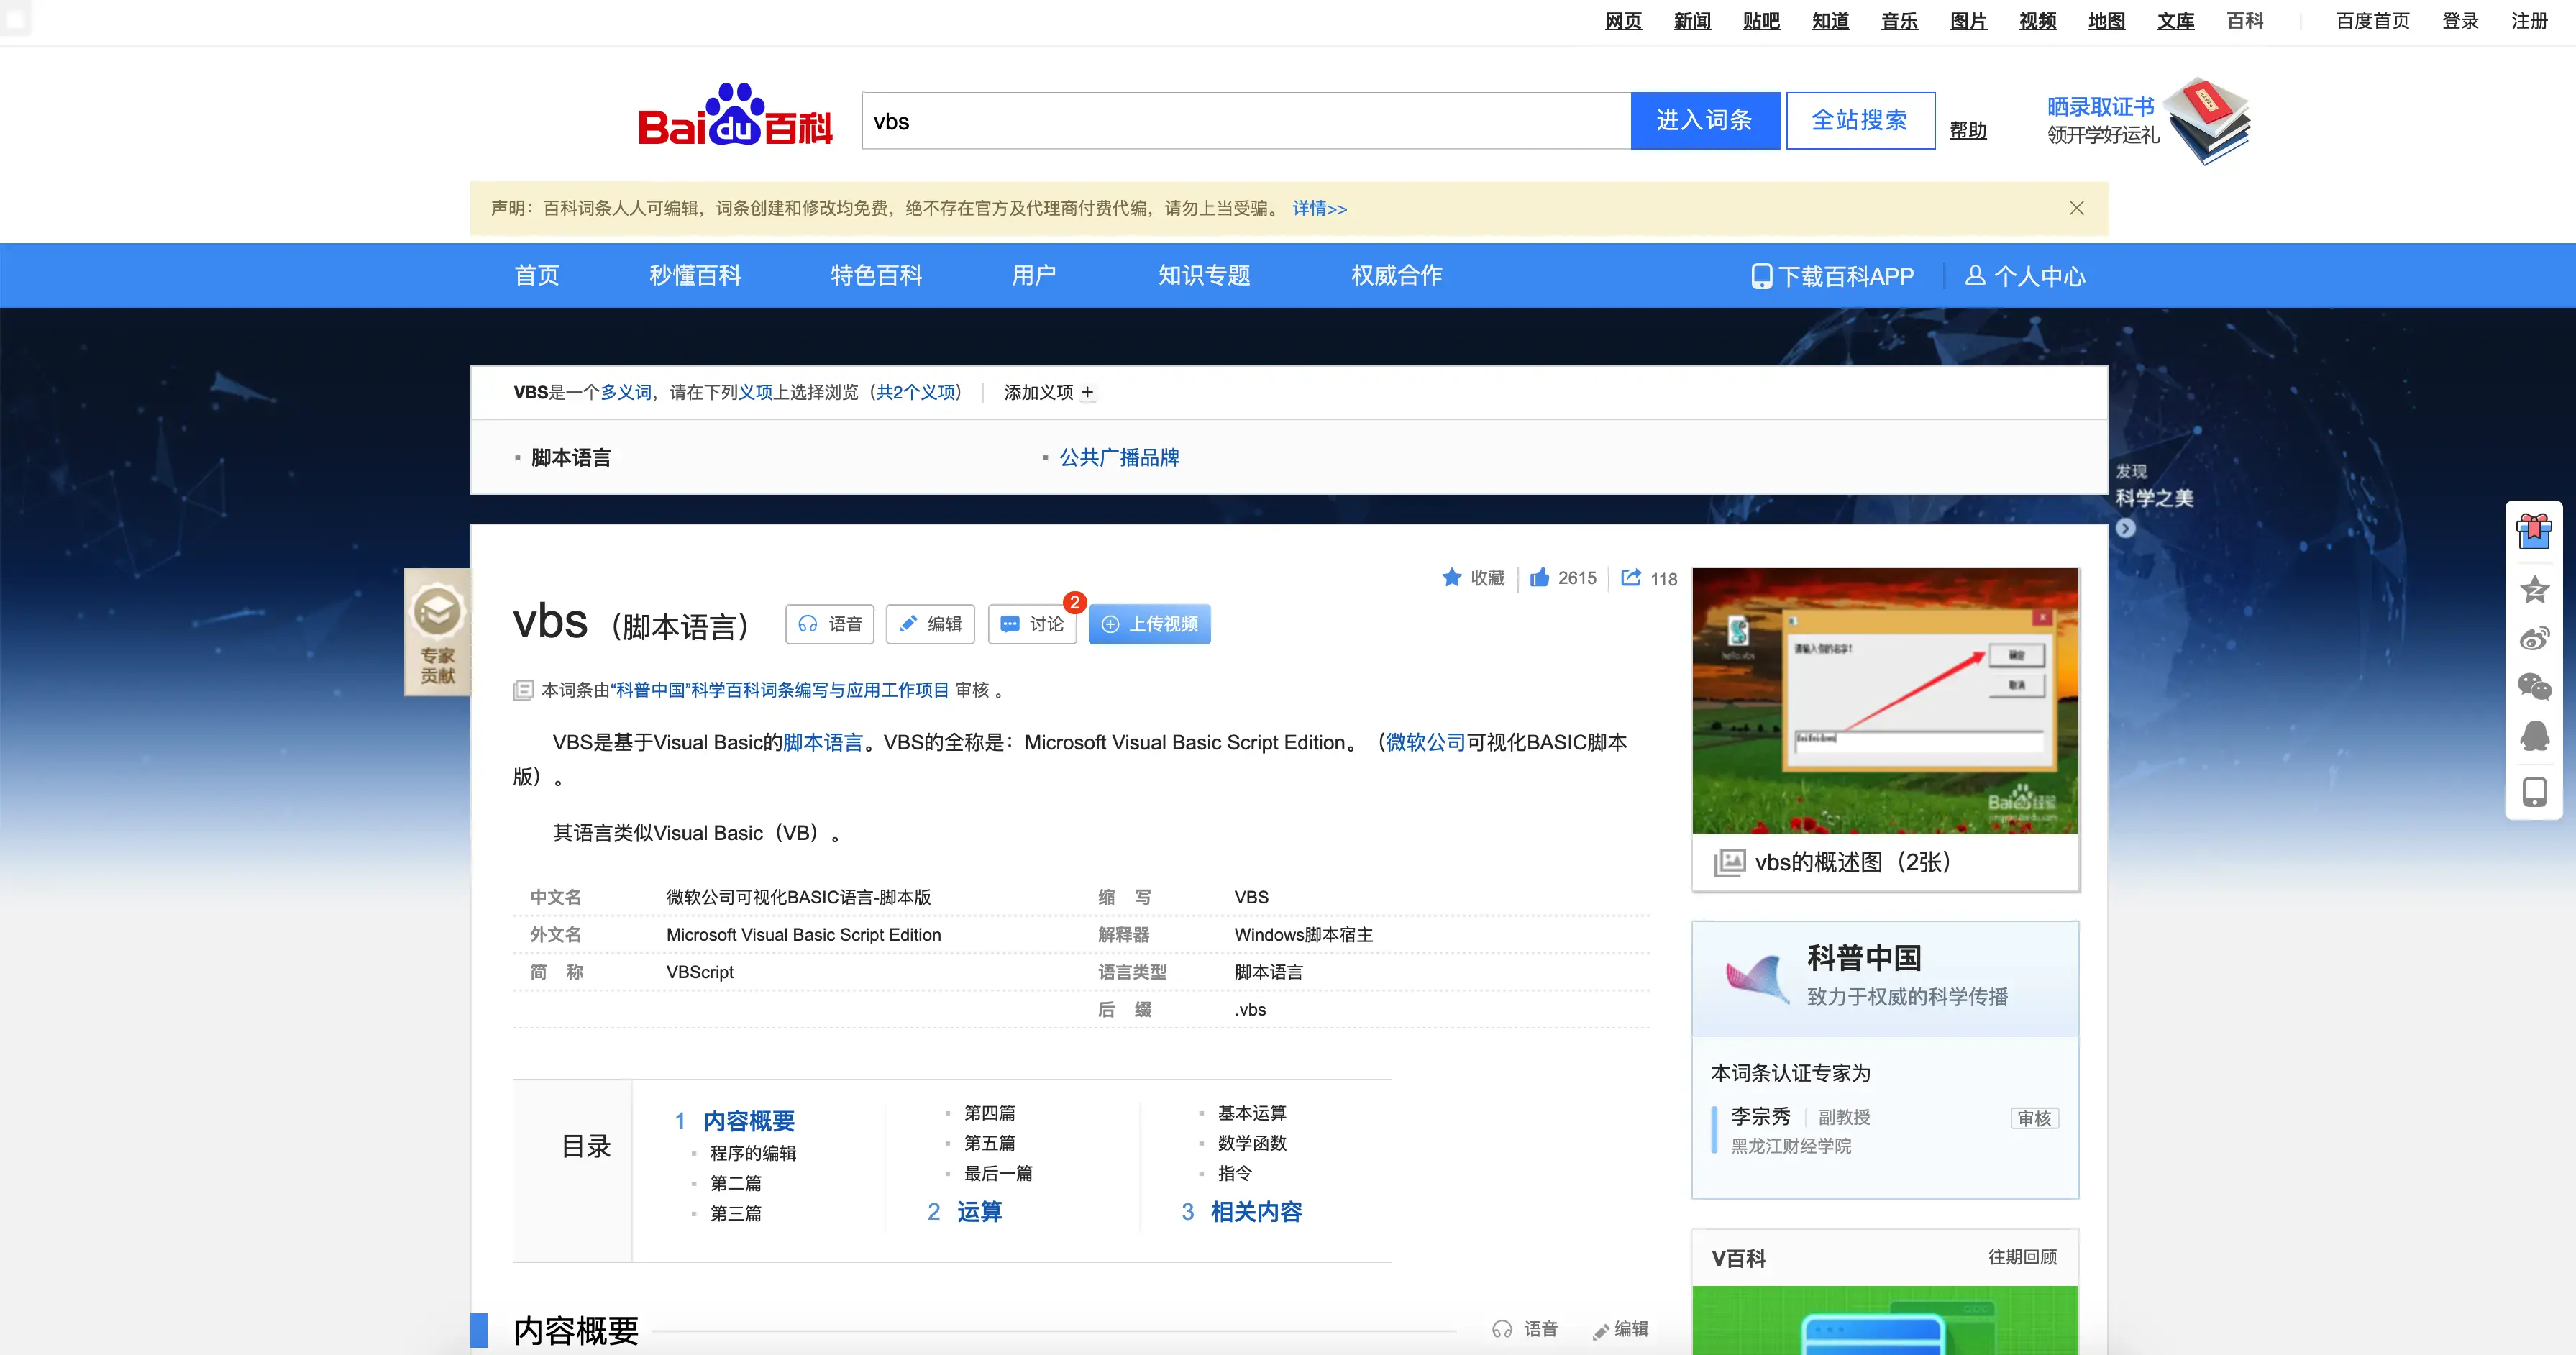 网页 新闻 贴吧 知道 音乐 图片 视频 地图 文库 百科 百度首页 登录 注册
Baidu百科
vbs
进入词条
全站搜索
帮助
晒录取证书
领开学好运礼
声明：百科词条人人可编辑，词条创建和修改均免费，绝不存在官方及代理商付费代编，请勿上当受骗。 详情>>
首页 秒懂百科 特色百科 用户 知识专题 权威合作 下载百科APP 个人中心
VBS是一个多义词，请在下列义项上选择浏览（共2个义项） 添加义项 +
▪ 脚本语言 ▪ 公共广播品牌
发现
科学之美
专家
贡献
收藏 2615 118
vbs（脚本语言） 语音 编辑 讨论 2 上传视频
本词条由“科普中国”科学百科词条编写与应用工作项目 审核 。
VBS是基于Visual Basic的脚本语言。VBS的全称是：Microsoft Visual Basic Script Edition。（微软公司可视化BASIC脚本
版）。
其语言类似Visual Basic（VB）。
中文名 微软公司可视化BASIC语言-脚本版 缩 写 VBS
外文名 Microsoft Visual Basic Script Edition 解释器 Windows脚本宿主
简 称 VBScript 语言类型 脚本语言
后 缀 .vbs
hello.vbs
请输入你的名字!
确定
取消
Baidu经验
vbs的概述图（2张）
科普中国
致力于权威的科学传播
本词条认证专家为
李宗秀 副教授 审核
黑龙江财经学院
目录
1 内容概要
▪ 程序的编辑
▪ 第二篇
▪ 第三篇
▪ 第四篇
▪ 第五篇
▪ 最后一篇
2 运算
▪ 基本运算
▪ 数学函数
▪ 指令
3 相关内容
V百科 往期回顾
内容概要 语音 编辑